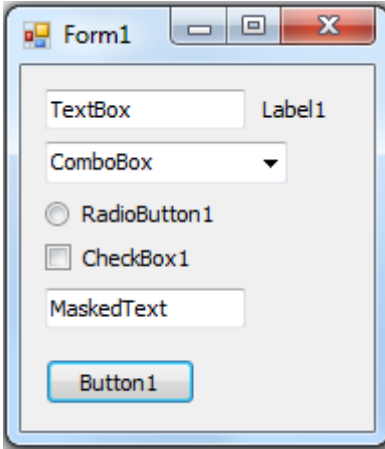 Form1
TextBox Label1
ComboBox
RadioButton1
CheckBox1
MaskedText
Button1